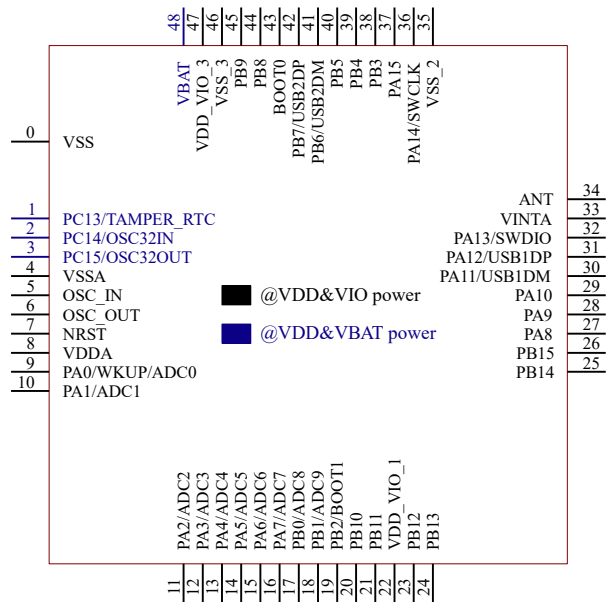 48
47
46
45
44
43
42
41
40
39
38
37
36
35
VBAT
VDD_VIO_3
VSS_3
PB9
PB8
BOOT0
PB7/USB2DP
PB6/USB2DM
PB5
PB4
PB3
PA15
PA14/SWCLK
VSS_2
0 VSS
1 PC13/TAMPER_RTC
2 PC14/OSC32IN
3 PC15/OSC32OUT
4 VSSA
5 OSC_IN
6 OSC_OUT
7 NRST
8 VDDA
9 PA0/WKUP/ADC0
10 PA1/ADC1
@VDD&VIO power
@VDD&VBAT power
ANT 34
VINTA 33
PA13/SWDIO 32
PA12/USB1DP 31
PA11/USB1DM 30
PA10 29
PA9 28
PA8 27
PB15 26
PB14 25
PA2/ADC2
PA3/ADC3
PA4/ADC4
PA5/ADC5
PA6/ADC6
PA7/ADC7
PB0/ADC8
PB1/ADC9
PB2/BOOT1
PB10
PB11
VDD_VIO_1
PB12
PB13
11
12
13
14
15
16
17
18
19
20
21
22
23
24